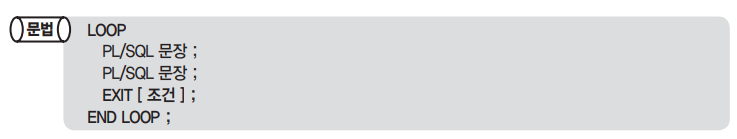 문법
LOOP
PL/SQL 문장 ;
PL/SQL 문장 ;
EXIT [ 조건 ] ;
END LOOP ;